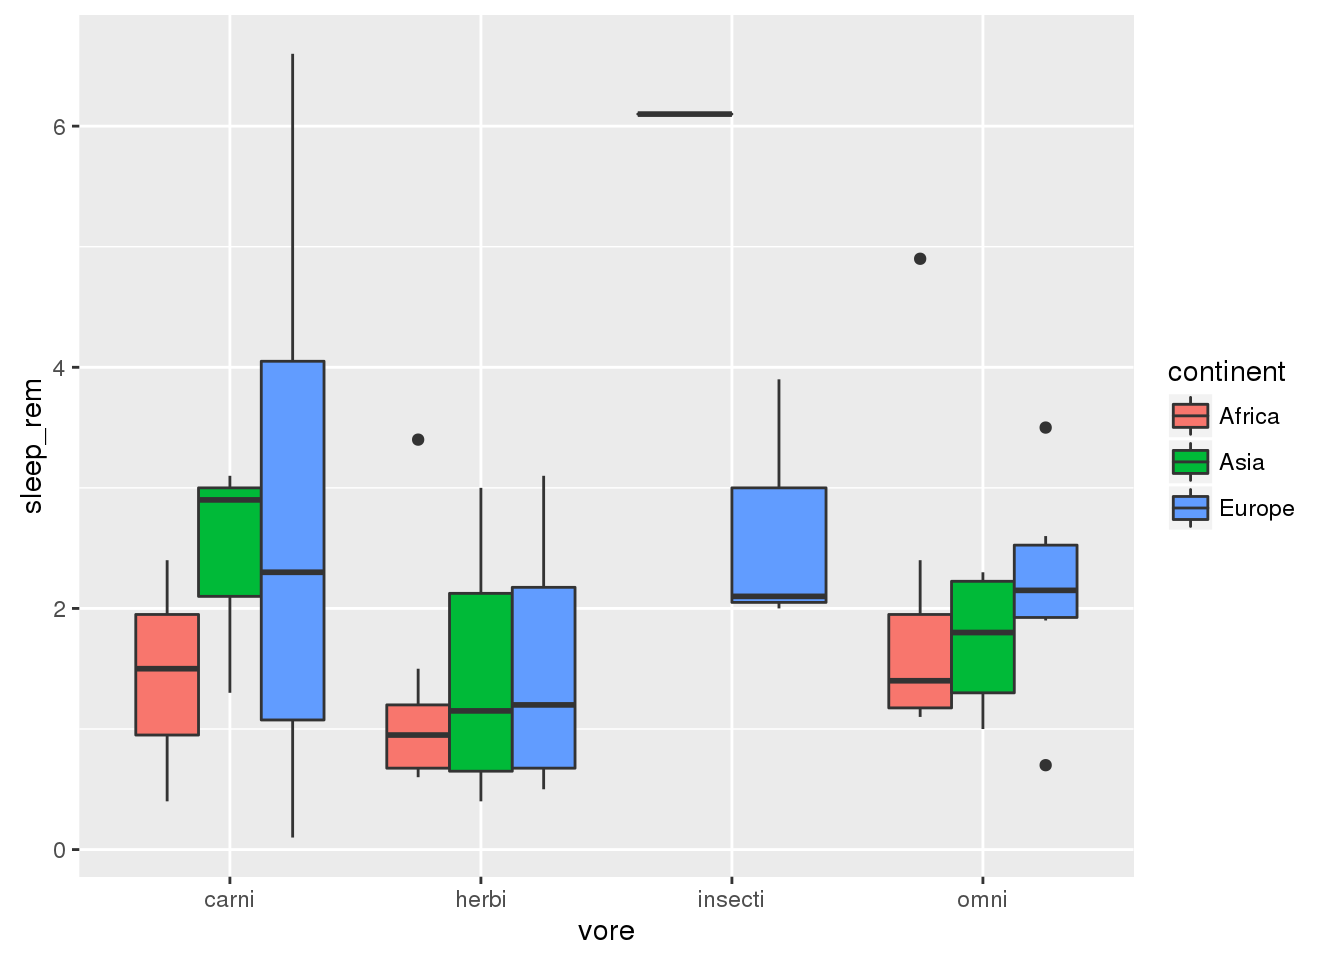 sleep_rem
6
4
2
0
carni herbi insecti omni
vore
continent
Africa
Asia
Europe